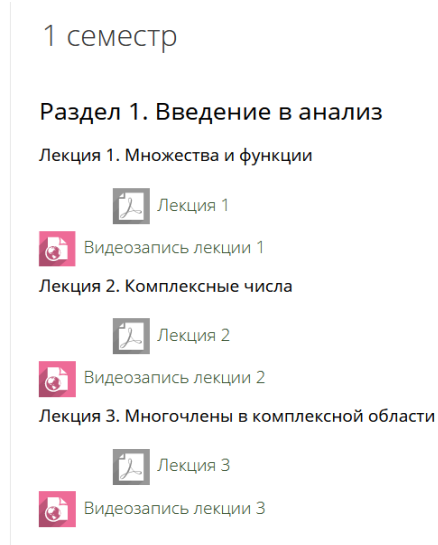 1 семестр
Раздел 1. Введение в анализ
Лекция 1. Множества и функции
Лекция 1
Видеозапись лекции 1
Лекция 2. Комплексные числа
Лекция 2
Видеозапись лекции 2
Лекция 3. Многочлены в комплексной области
Лекция 3
Видеозапись лекции 3